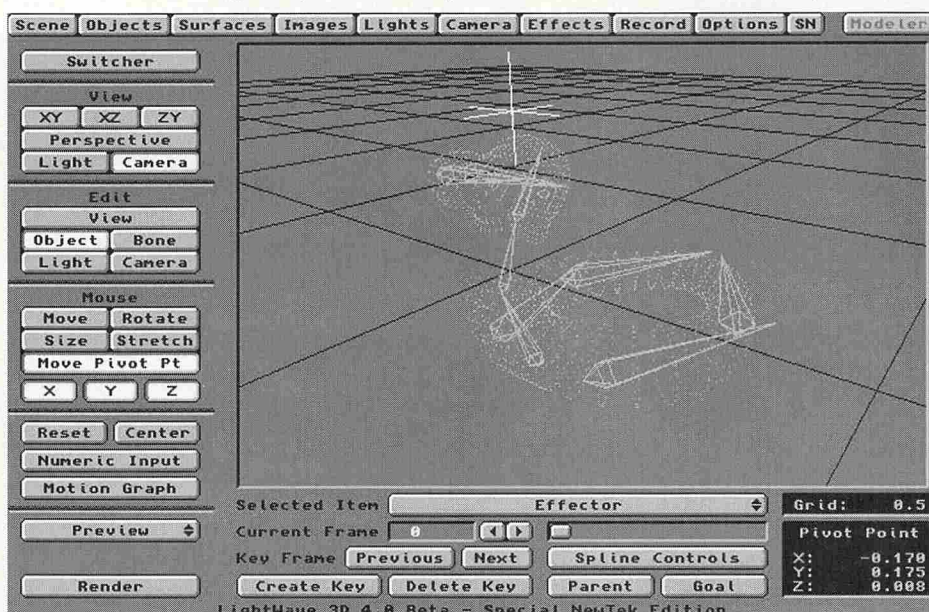 Scene Objects Surfaces Images Lights Camera Effects Record Options SN Modeler
Switcher
View
XY XZ ZY
Perspective
Light Camera
Edit
View
Object Bone
Light Camera
Mouse
Move Rotate
Size Stretch
Move Pivot Pt
X Y Z
Reset Center
Numeric Input
Motion Graph
Preview
Render
Selected Item Effector
Current Frame 0
Key Frame Previous Next Spline Controls
Create Key Delete Key Parent Goal
Grid: 0.5
Pivot Point
X: -0.170
Y: 0.175
Z: 0.008
LightWave 3D 4.0 Beta - Special NewTek Edition